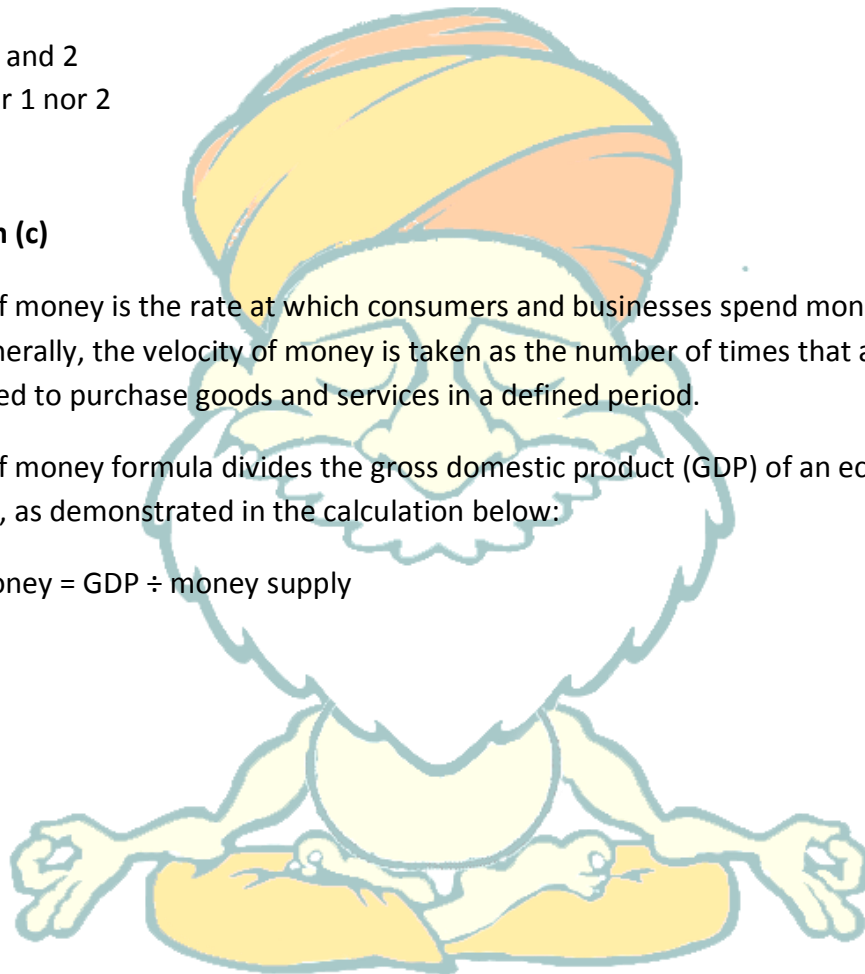 and 2
r 1 nor 2
n (c)
f money is the rate at which consumers and businesses spend mon
nerally, the velocity of money is taken as the number of times that a
ed to purchase goods and services in a defined period.
f money formula divides the gross domestic product (GDP) of an ec
, as demonstrated in the calculation below:
oney = GDP ÷ money supply